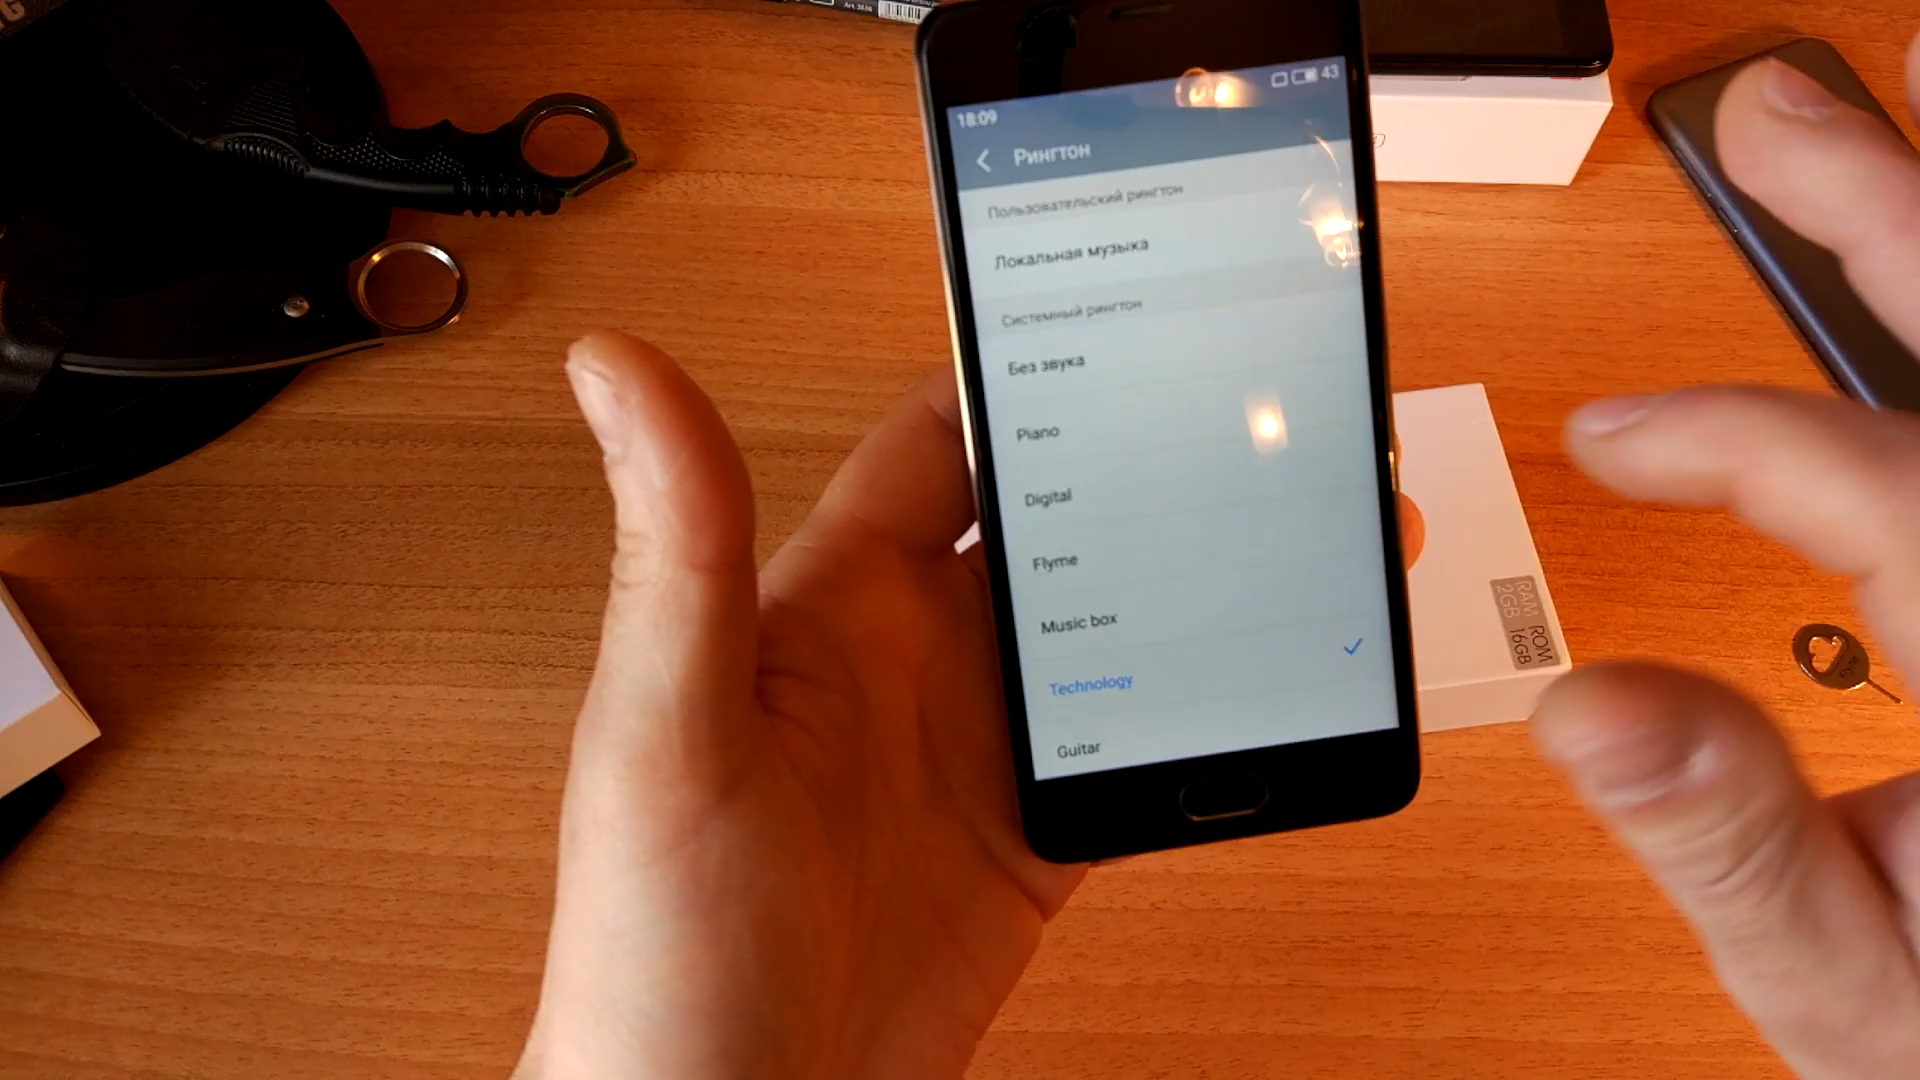 18:09
43
Рингтон
Пользовательский рингтон
Локальная музыка
Системный рингтон
Без звука
Piano
Digital
Flyme
Music box
Technology
Guitar
RAM ROM
2GB 16GB